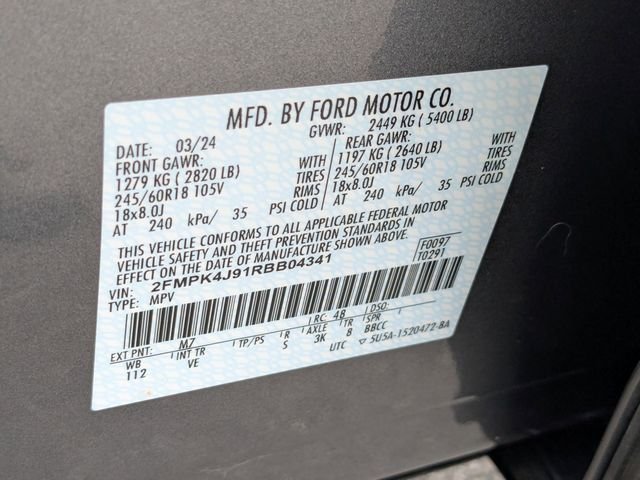 MFD. BY FORD MOTOR CO.
DATE: 03/24 GVWR: 2449 KG ( 5400 LB)
FRONT GAWR: WITH REAR GAWR: WITH
1279 KG ( 2820 LB) TIRES 1197 KG ( 2640 LB) TIRES
245/60R18 105V RIMS 245/60R18 105V RIMS
18x8.0J PSI COLD 18x8.0J PSI COLD
AT 240 kPa/ 35 AT 240 kPa/ 35
THIS VEHICLE CONFORMS TO ALL APPLICABLE FEDERAL MOTOR
VEHICLE SAFETY AND THEFT PREVENTION STANDARDS IN
EFFECT ON THE DATE OF MANUFACTURE SHOWN ABOVE.
F0097
T0291
VIN: 2FMPK4J91RBB04341
TYPE: MPV
EXT PNT: M7 RC: 48 DSO:
WB INT TR TP/PS R AXLE TR SPR
112 VE S 3K 8 BBCC
UTC ▽ 5U5A-1520472-BA